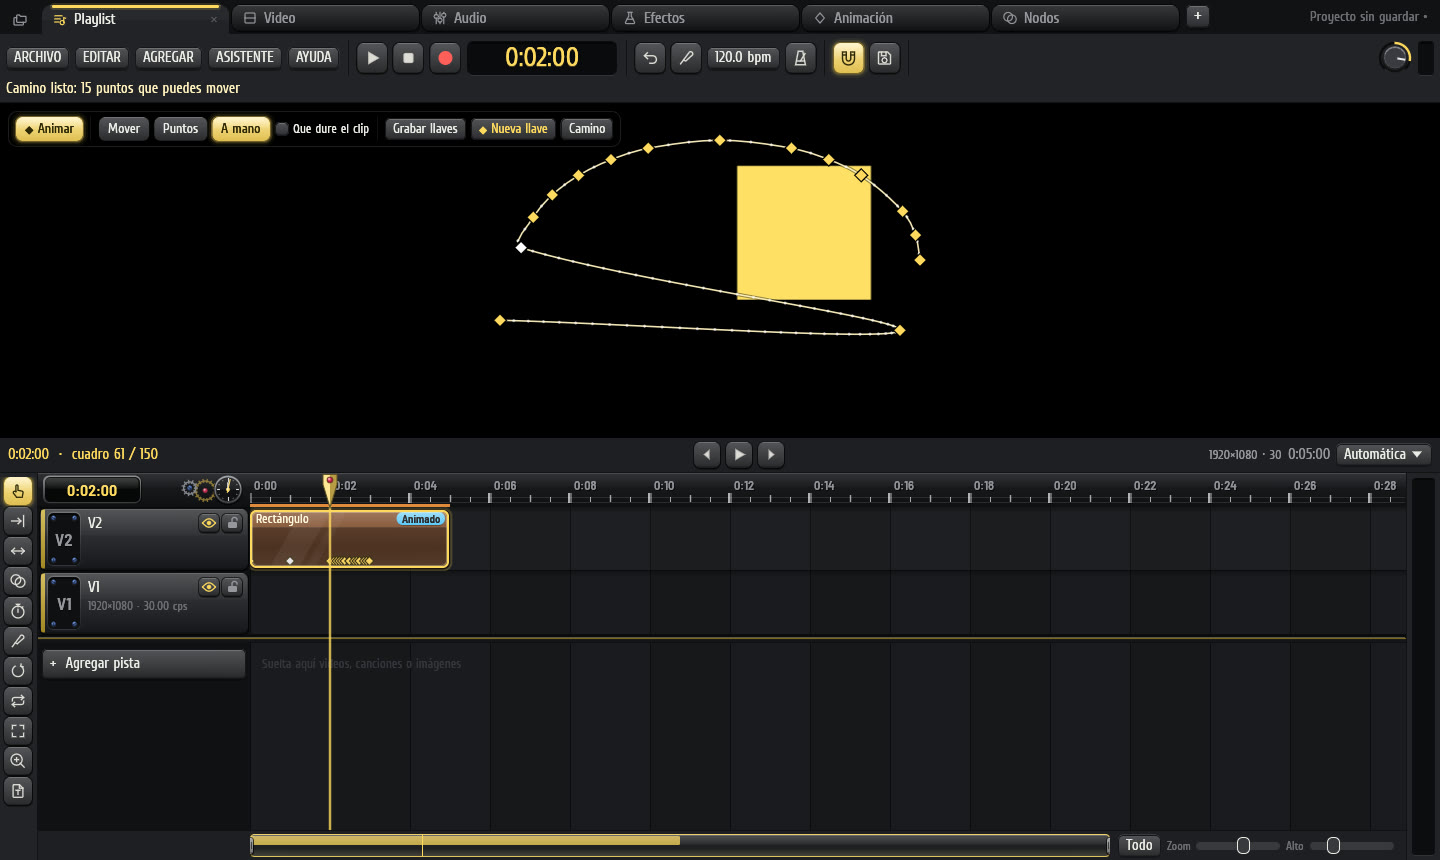 Playlist
×
Video
Audio
Efectos
Animación
Nodos
+
Proyecto sin guardar •
ARCHIVO
EDITAR
AGREGAR
ASISTENTE
AYUDA
0:02:00
120.0 bpm
Camino listo: 15 puntos que puedes mover
◆ Animar
Mover
Puntos
A mano
Que dure el clip
Grabar llaves
◆ Nueva llave
Camino
0:02:00 · cuadro 61 / 150
1920×1080 · 30
0:05:00
Automática
0:02:00
0:00
0:02
0:04
0:06
0:08
0:10
0:12
0:14
0:16
0:18
0:20
0:22
0:24
0:26
0:28
V2
V2
Rectángulo
Animado
V1
V1
1920×1080 · 30.00 cps
+ Agregar pista
Suelta aquí videos, canciones o imágenes
Todo
Zoom
Alto